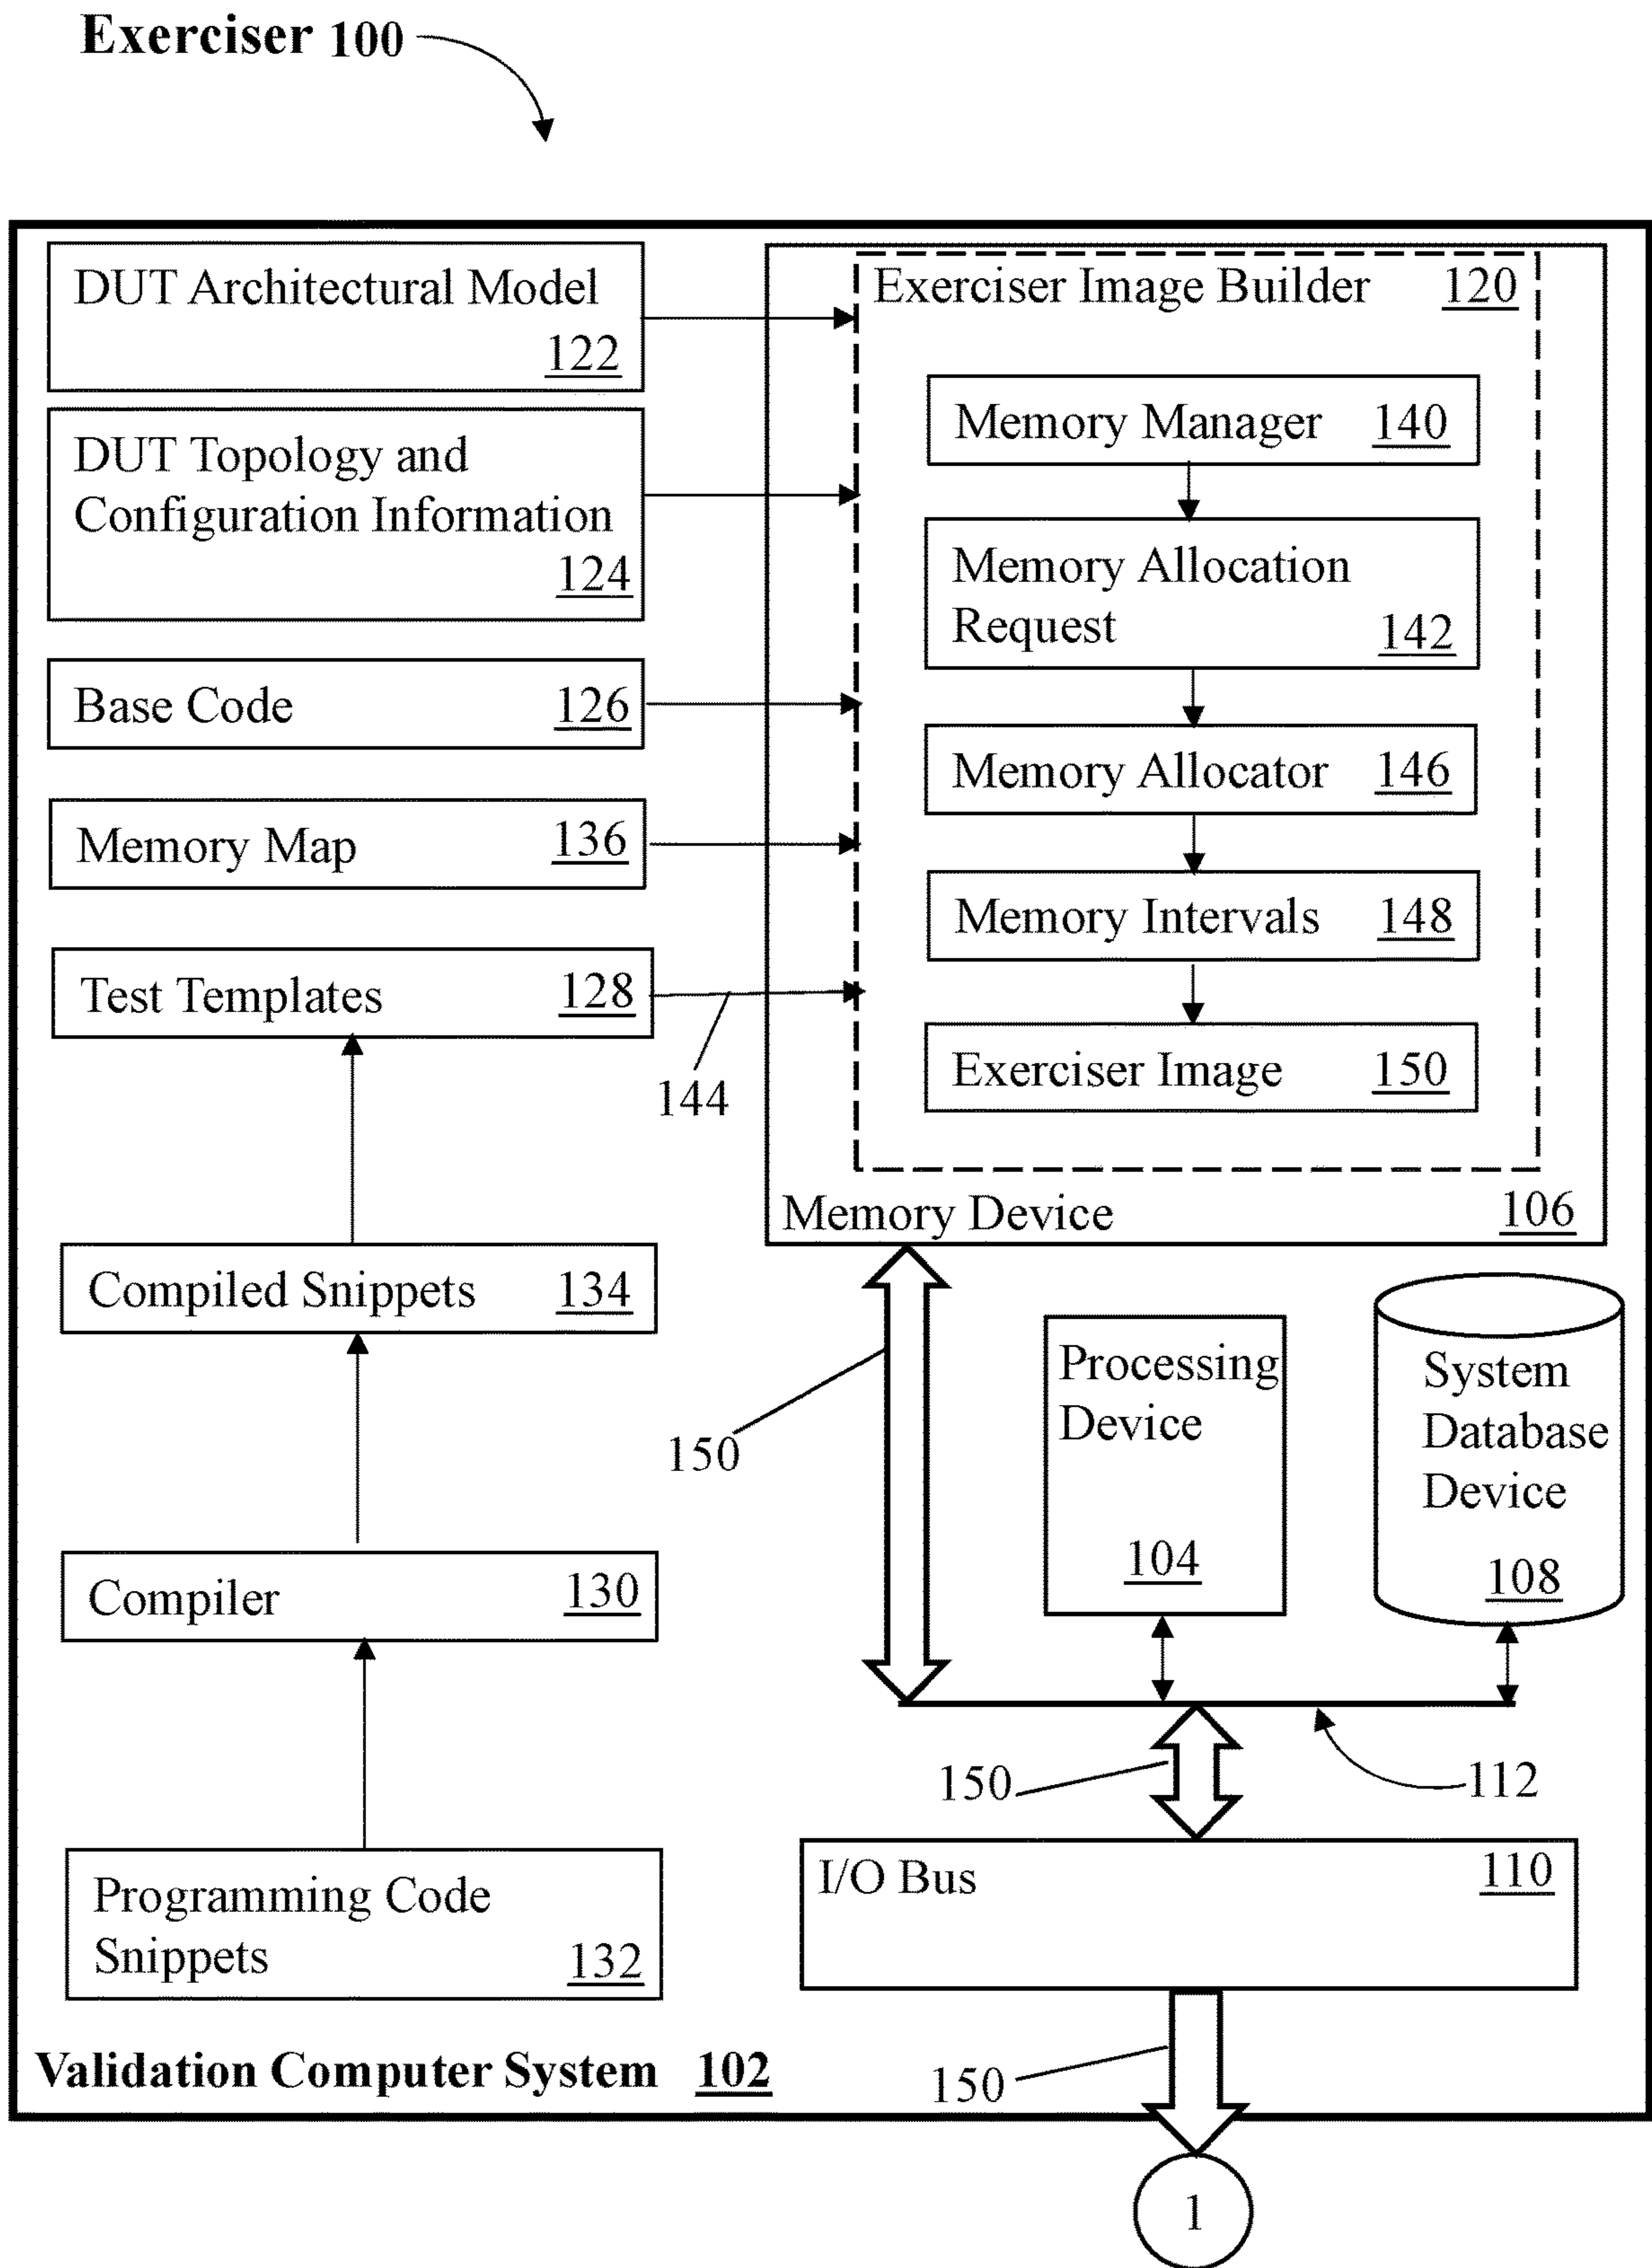 Exerciser 100
DUT Architectural Model
122
DUT Topology and
Configuration Information
124
Base Code 126
Memory Map 136
Test Templates 128
144
Compiled Snippets 134
Compiler 130
Programming Code
Snippets 132
Exerciser Image Builder 120
Memory Manager 140
Memory Allocation
Request 142
Memory Allocator 146
Memory Intervals 148
Exerciser Image 150
Memory Device 106
150
Processing
Device
104
System
Database
Device
108
150
112
I/O Bus 110
150
Validation Computer System 102
1